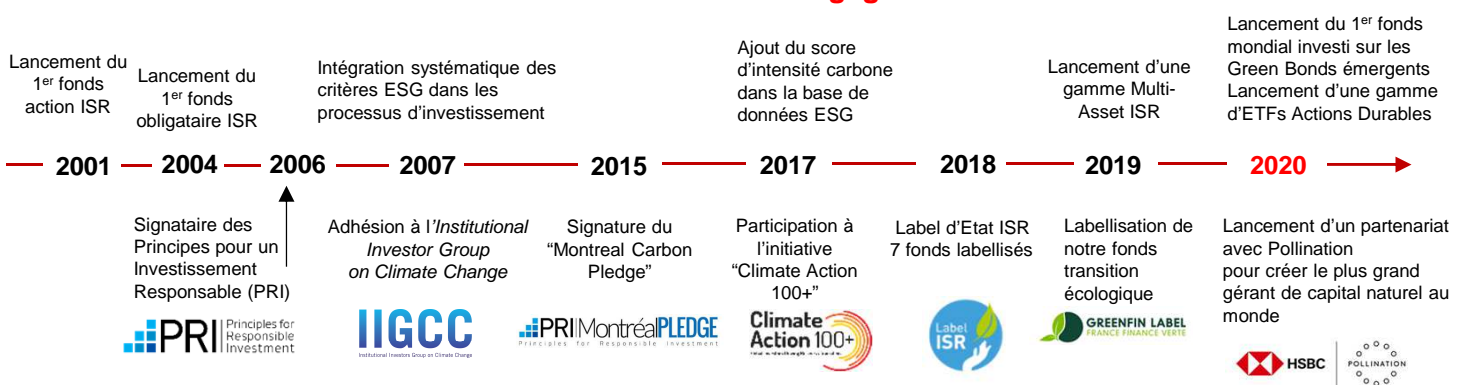 Lancement du
1er fonds
action ISR
Lancement du
1er fonds
obligataire ISR
Intégration systématique des
critères ESG dans les
processus d'investissement
Ajout du score
d'intensité carbone
dans la base de
données ESG
Lancement d'une
gamme Multi-
Asset ISR
Lancement du 1er fonds
mondial investi sur les
Green Bonds émergents
Lancement d'une gamme
d'ETFs Actions Durables
2001 2004 2006 2007 2015 2017 2018 2019 2020
Signataire des
Principes pour un
Investissement
Responsable (PRI)
PRI Principles for
Responsible
Investment
Adhésion à l'Institutional
Investor Group
on Climate Change
IIGCC
Institutional Investors Group on Climate Change
Signature du
“Montreal Carbon
Pledge”
PRI MontréalPLEDGE
Principles for Responsible Investment
Participation à
l'initiative
“Climate Action
100+”
Climate
Action 100+
Label d'Etat ISR
7 fonds labellisés
Label
ISR
Labellisation de
notre fonds
transition
écologique
GREENFIN LABEL
FRANCE FINANCE VERTE
Lancement d'un partenariat
avec Pollination
pour créer le plus grand
gérant de capital naturel au
monde
HSBC
POLLINATION